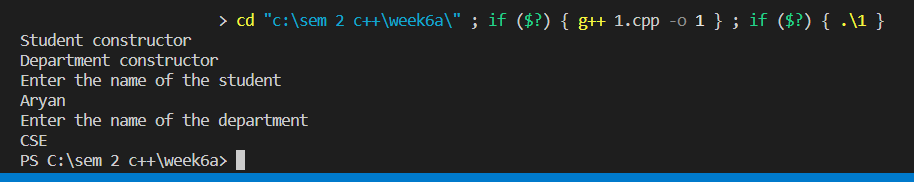 > cd "c:\sem 2 c++\week6a\" ; if ($?) { g++ 1.cpp -o 1 } ; if ($?) { .\1 }
Student constructor
Department constructor
Enter the name of the student
Aryan
Enter the name of the department
CSE
PS C:\sem 2 c++\week6a>